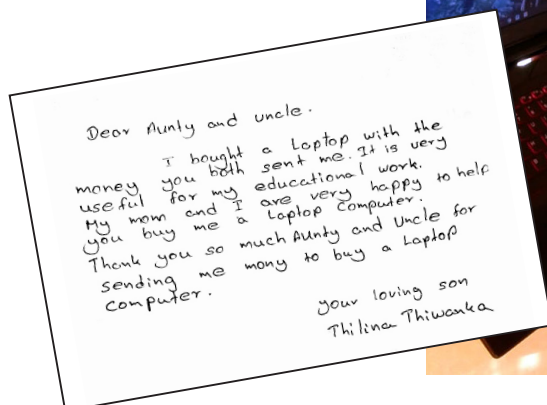 Dear Aunty and uncle.
I bought a Laptop with the
money you both sent me. It is very
useful for my educational work.
My mom and I are very happy to help
you buy me a Laptop Computer.
Thank you so much Aunty and Uncle for
sending me mony to buy a Laptop
computer.
your loving son
Thilina Thiwanka